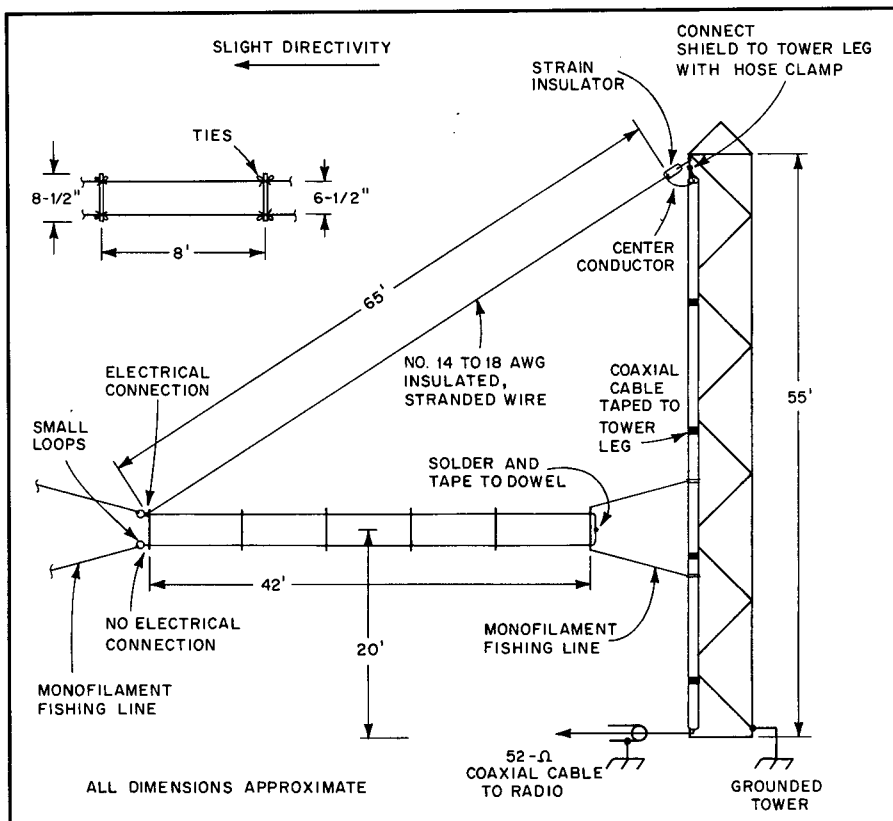 SLIGHT DIRECTIVITY
CONNECT
SHIELD TO TOWER LEG
WITH HOSE CLAMP
STRAIN
INSULATOR
TIES
8-1/2"
6-1/2"
8'
CENTER
CONDUCTOR
65'
NO. 14 TO 18 AWG
INSULATED,
STRANDED WIRE
ELECTRICAL
CONNECTION
COAXIAL
CABLE
TAPED TO
TOWER
LEG
55'
SMALL
LOOPS
SOLDER AND
TAPE TO DOWEL
42'
NO ELECTRICAL
CONNECTION
20'
MONOFILAMENT
FISHING LINE
MONOFILAMENT
FISHING LINE
52-Ω
COAXIAL CABLE
TO RADIO
GROUNDED
TOWER
ALL DIMENSIONS APPROXIMATE